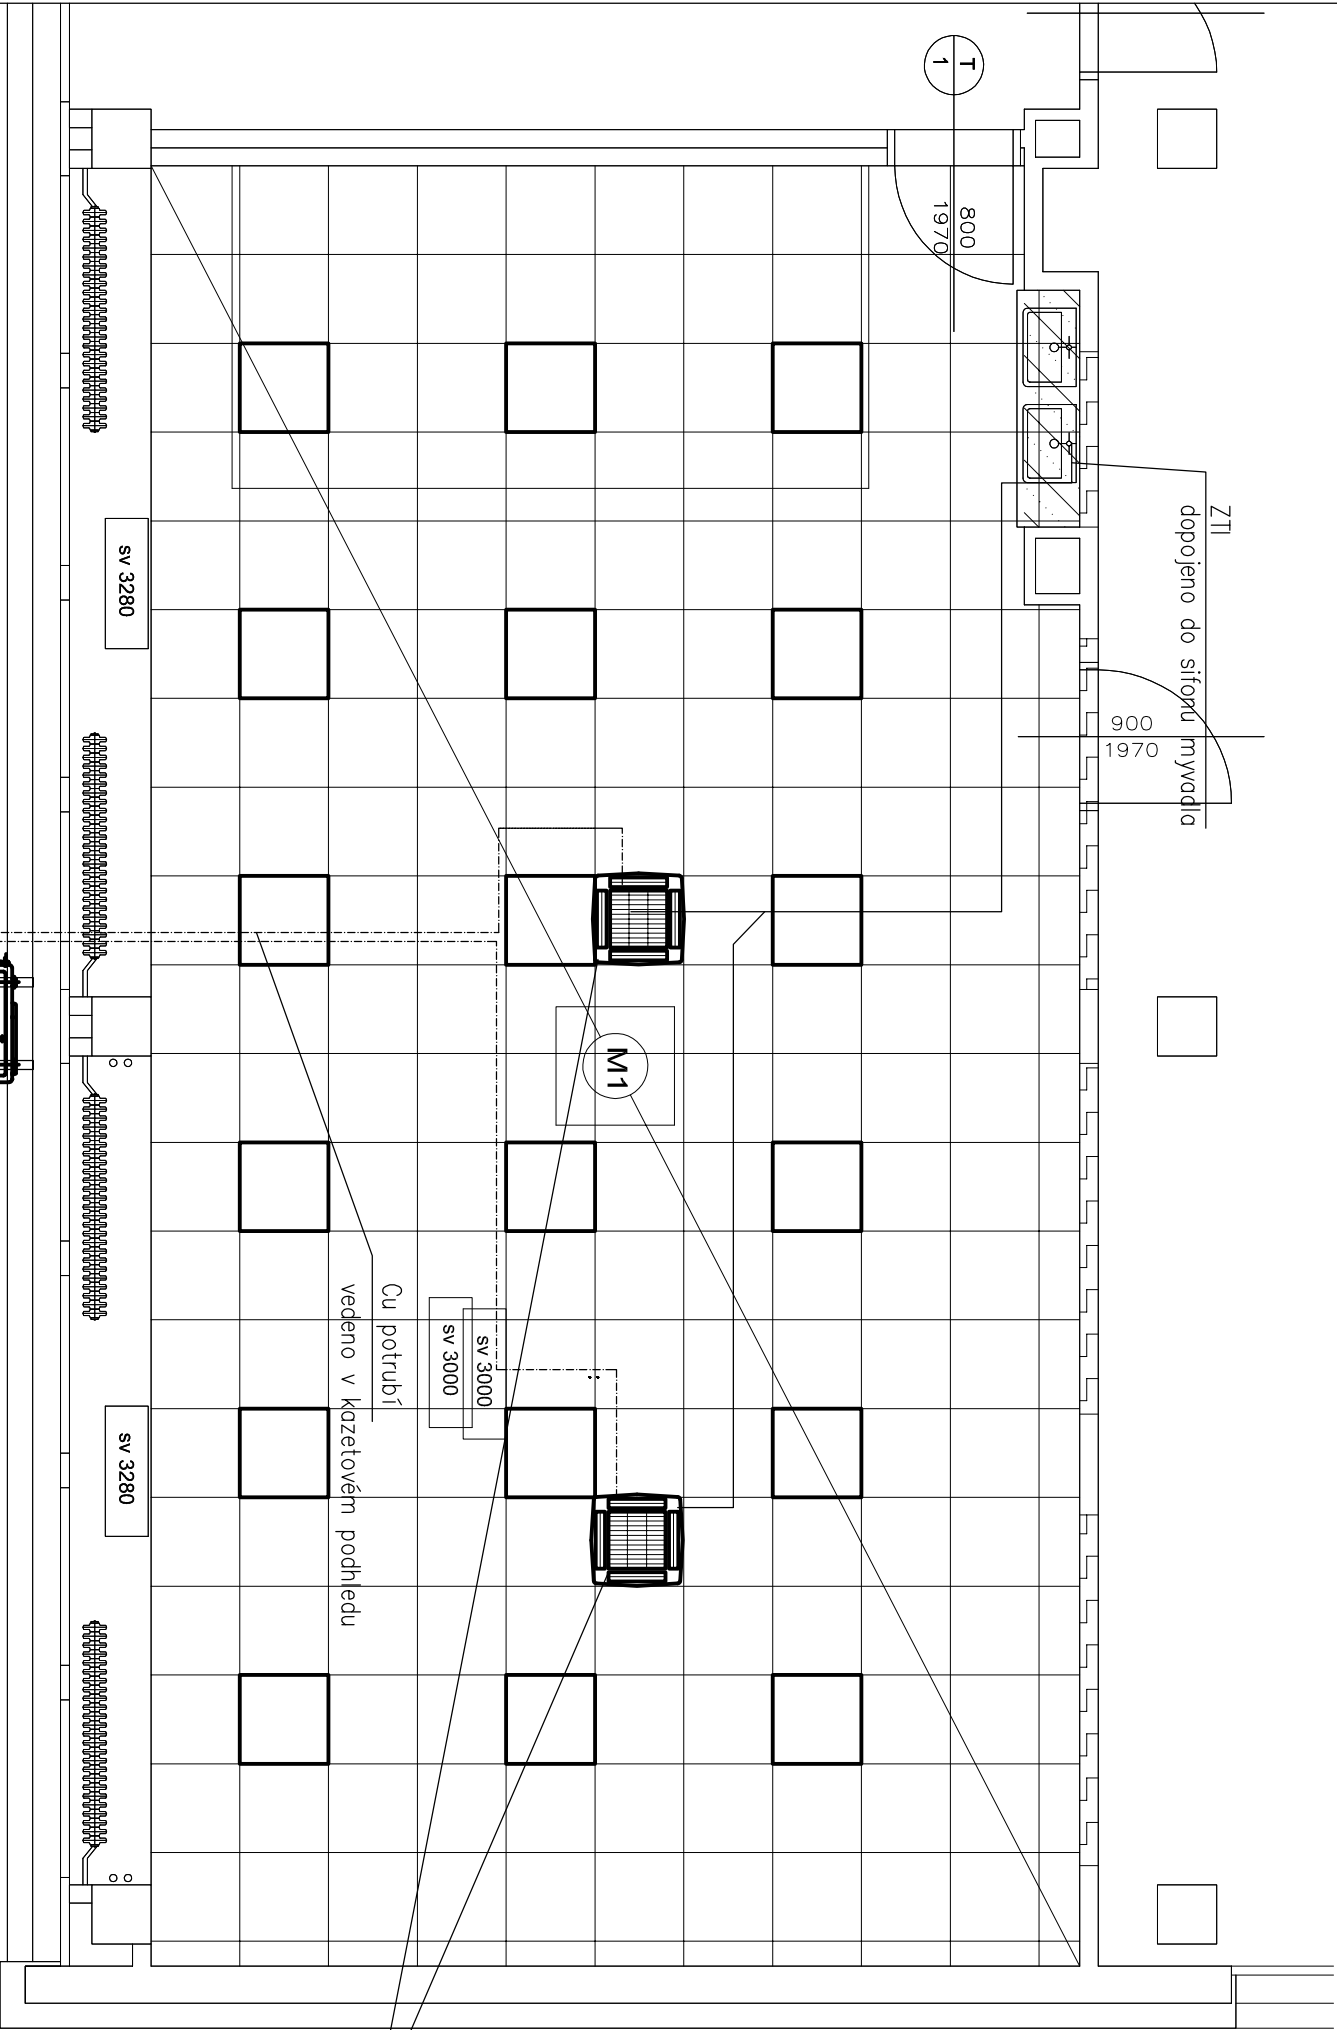 T
1
800
1970
ZTI
dopojeno do sifonu myvadla
900
1970
sv 3280
M1
Cu potrubí
vedeno v kazetovém podhledu
sv 3000
sv 3000
sv 3280